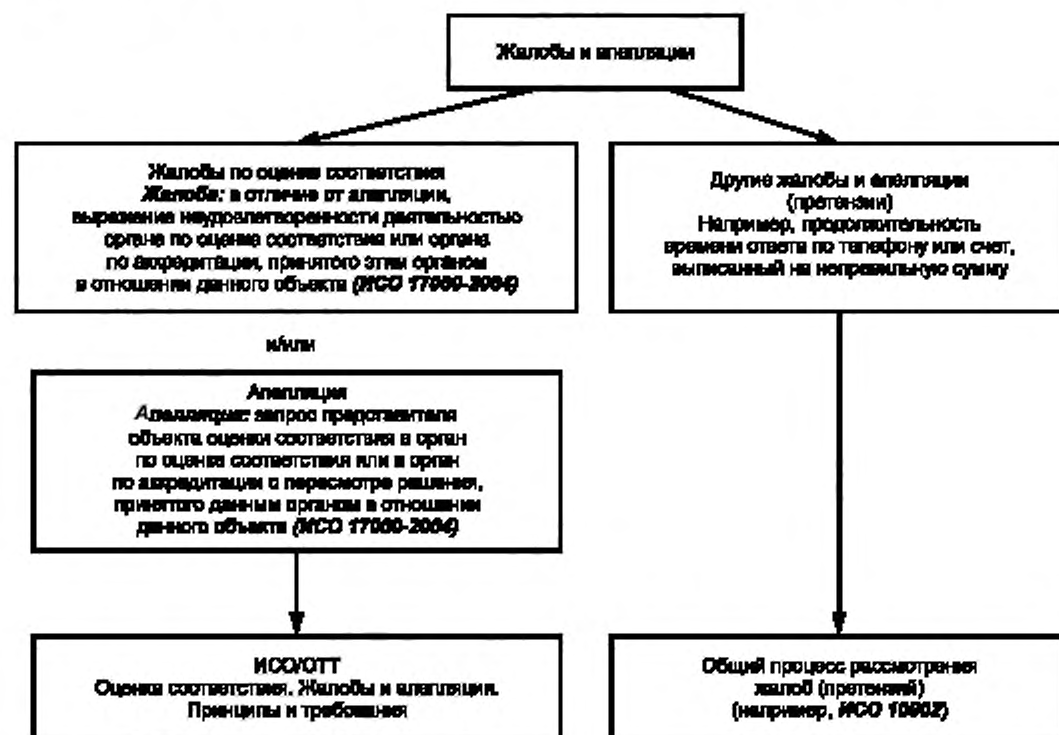 Жалобы и апелляции
Жалобы по оценке соответствия
Жалоба: в отличие от апелляции,
выражение неудовлетворенности деятельностью
органа по оценке соответствия или органа
по аккредитации, принятого этим органом
в отношении данного объекта (ИСО 17000-2004)
и/или
Апелляция
Апелляция: запрос представителя
объекта оценки соответствия в орган
по оценке соответствия или в орган
по аккредитации о пересмотре решения,
принятого данным органом в отношении
данного объекта (ИСО 17000-2004)
ИСО/ОТТ
Оценка соответствия. Жалобы и апелляции.
Принципы и требования
Другие жалобы и апелляции
(претензии)
Например, продолжительность
времени ответа по телефону или счет,
выписанный на неправильную сумму
Общий процесс рассмотрения
жалоб (претензий)
(например, ИСО 10002)